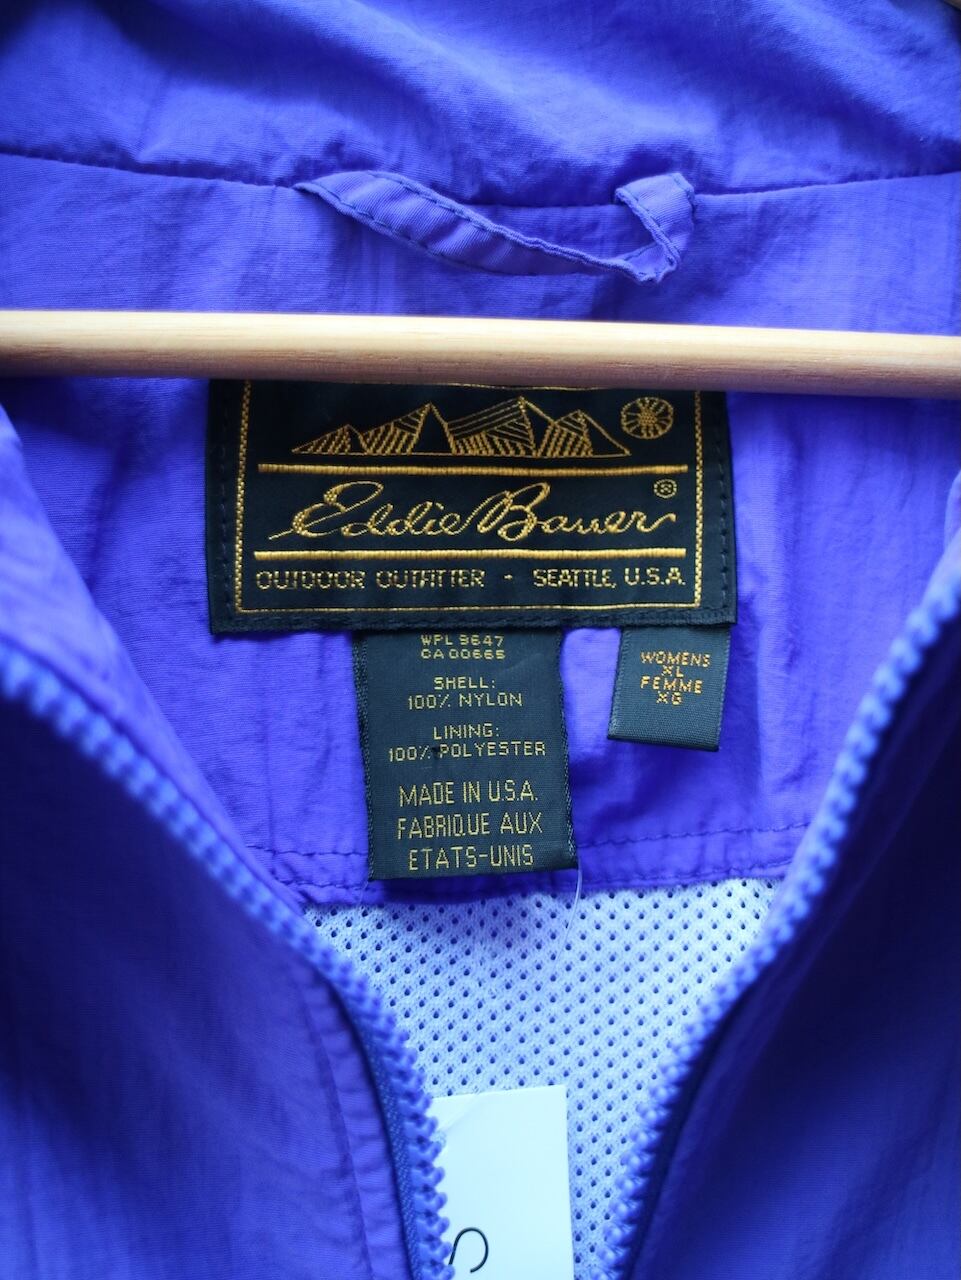 Eddie Bauer®
OUTDOOR OUTFITTER · SEATTLE, U.S.A.
WPL 9647
CA 00665
SHELL:
100% NYLON
LINING:
100% POLYESTER
MADE IN U.S.A.
FABRIQUE AUX
ETATS-UNIS
WOMENS
XL
FEMME
XG